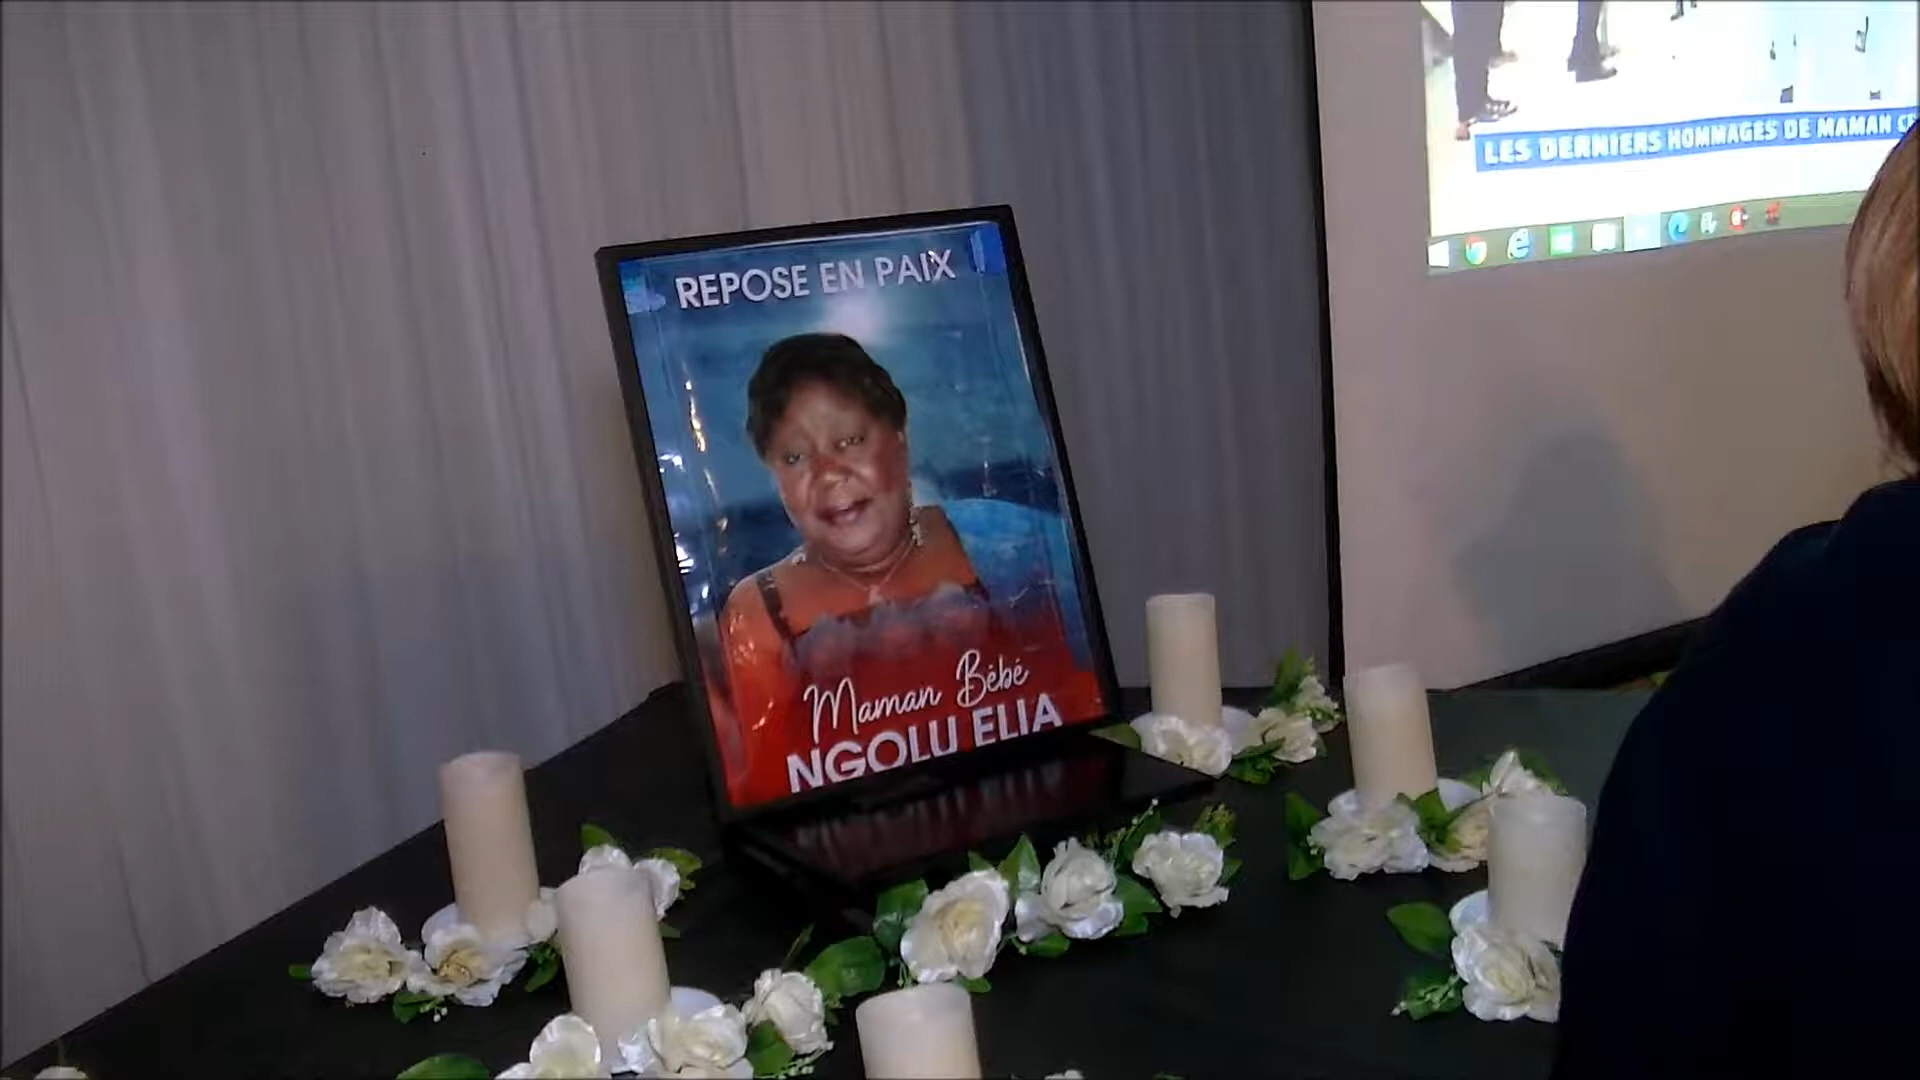 REPOSE EN PAIX
Maman Bébé
NGOLU ELIA
LES DERNIERS HOMMAGES DE MAMAN